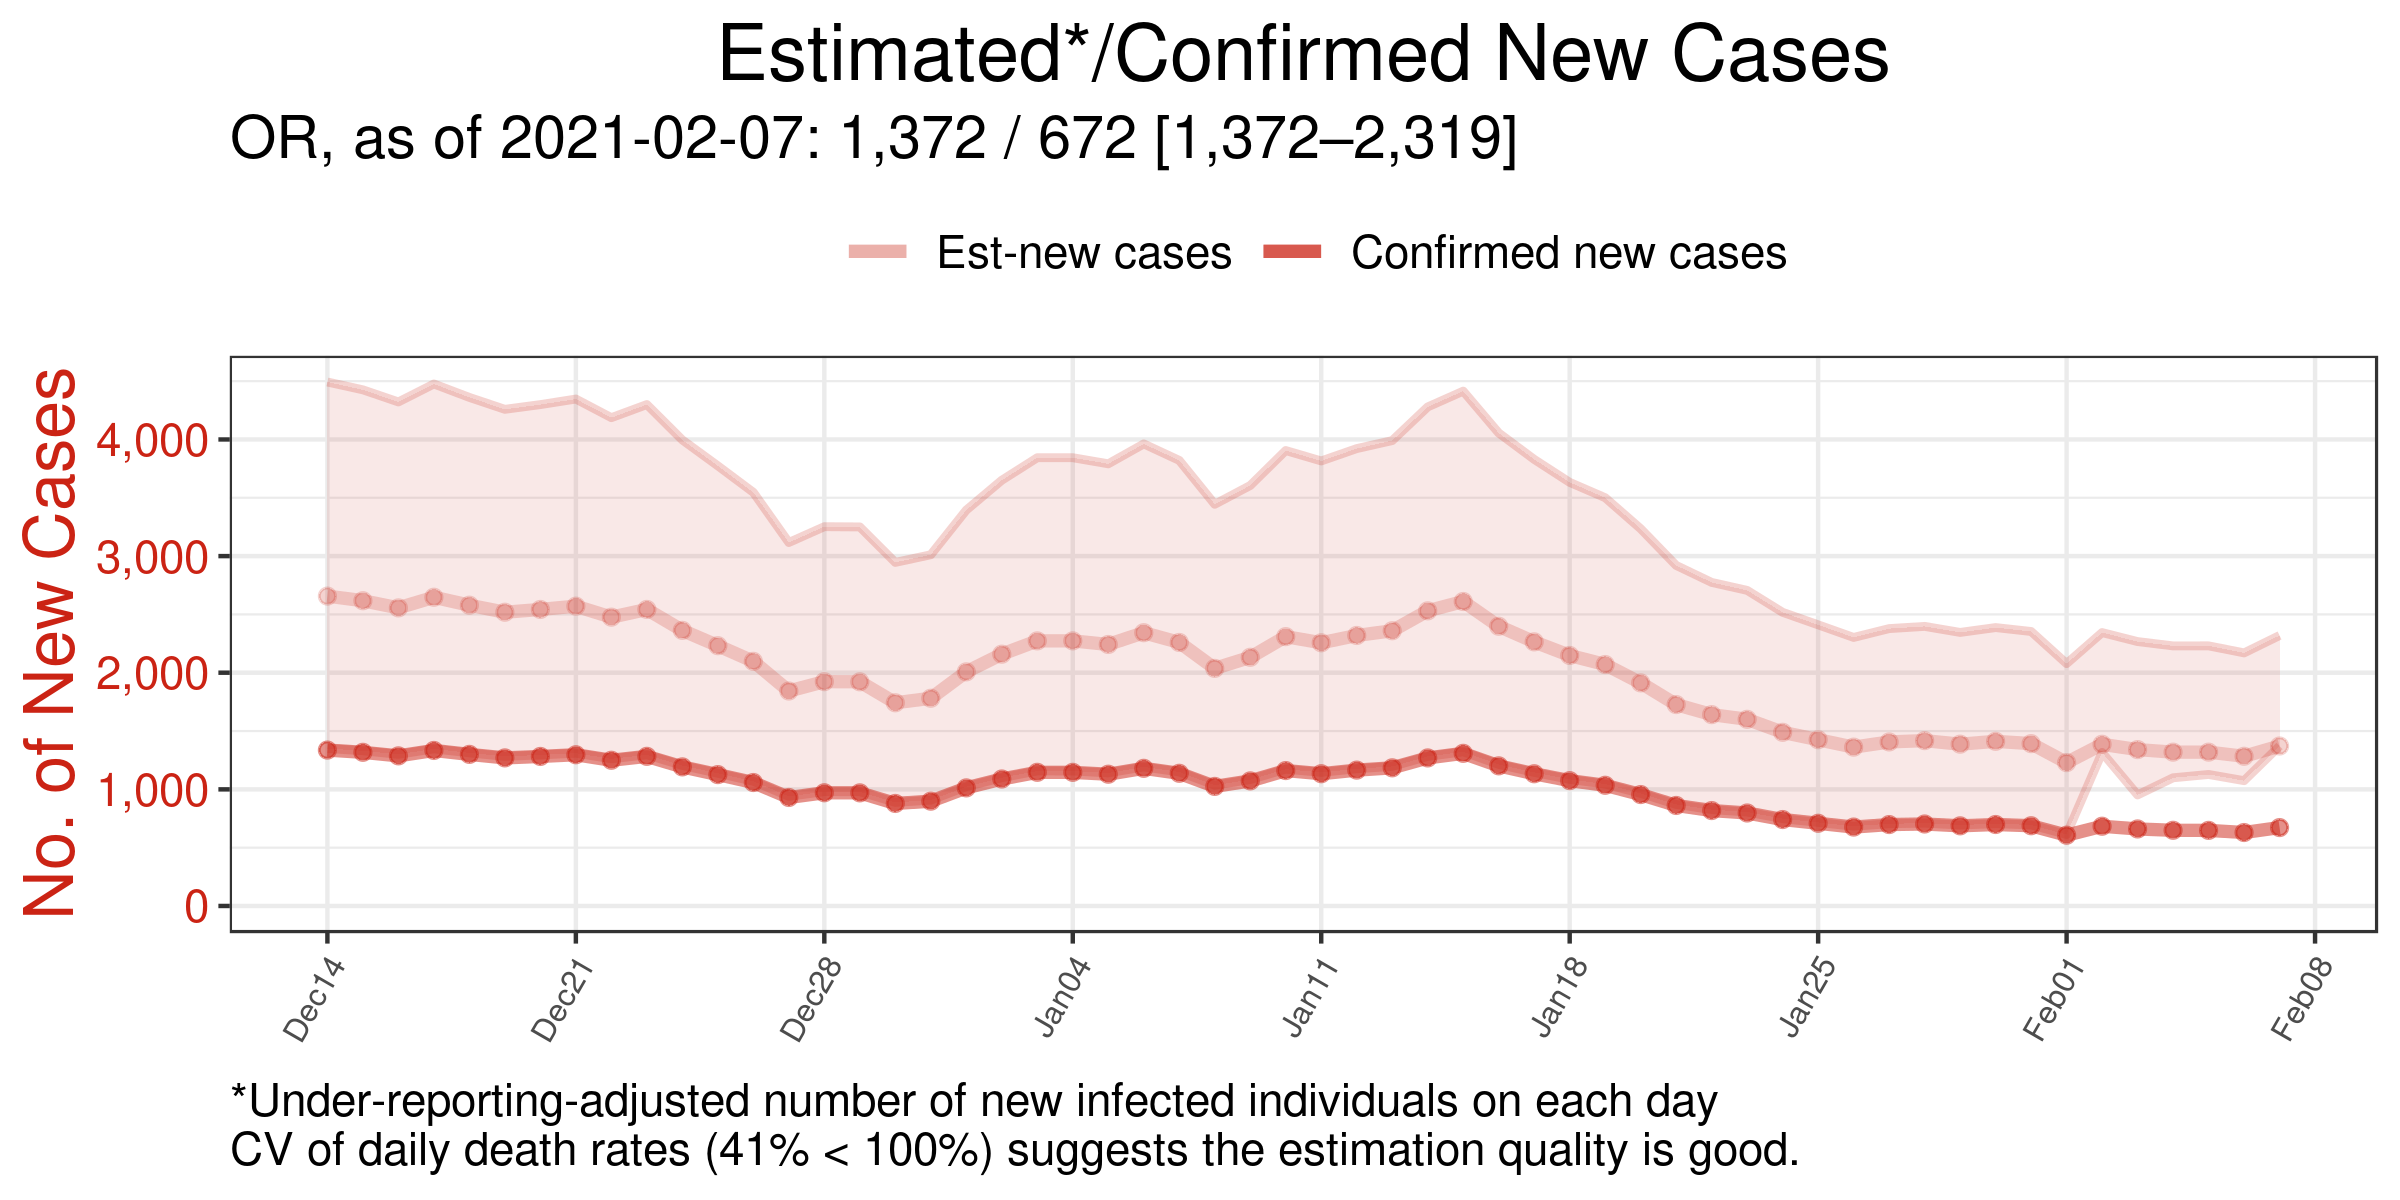 Estimated*/Confirmed New Cases
OR, as of 2021-02-07: 1,372 / 672 [1,372–2,319]
Est-new cases Confirmed new cases
No. of New Cases
4,000
3,000
2,000
1,000
0
Dec14 Dec21 Dec28 Jan04 Jan11 Jan18 Jan25 Feb01 Feb08
*Under-reporting-adjusted number of new infected individuals on each day
CV of daily death rates (41% < 100%) suggests the estimation quality is good.